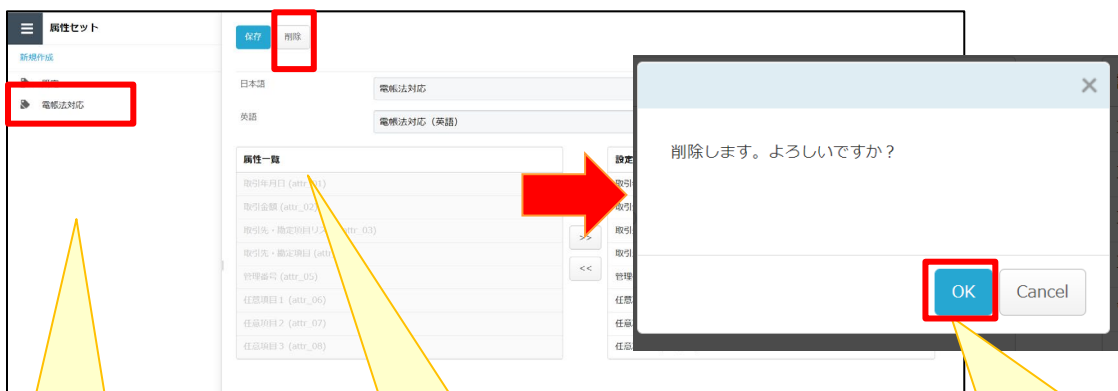 属性セット
新規作成
電帳法対応
保存
削除
日本語
電帳法対応
英語
電帳法対応（英語）
属性一覧
取引年月日 (attr_01)
取引金額 (attr_02)
取引先・勘定項目リス attr_03)
取引先・勘定項目 (att
管理番号 (attr_05)
任意項目1 (attr_06)
任意項目2 (attr_07)
任意項目3 (attr_08)
>>
<<
設定
取引
取引
取引
取引
管理
任意
任意
任意
×
削除します。よろしいですか？
OK
Cancel